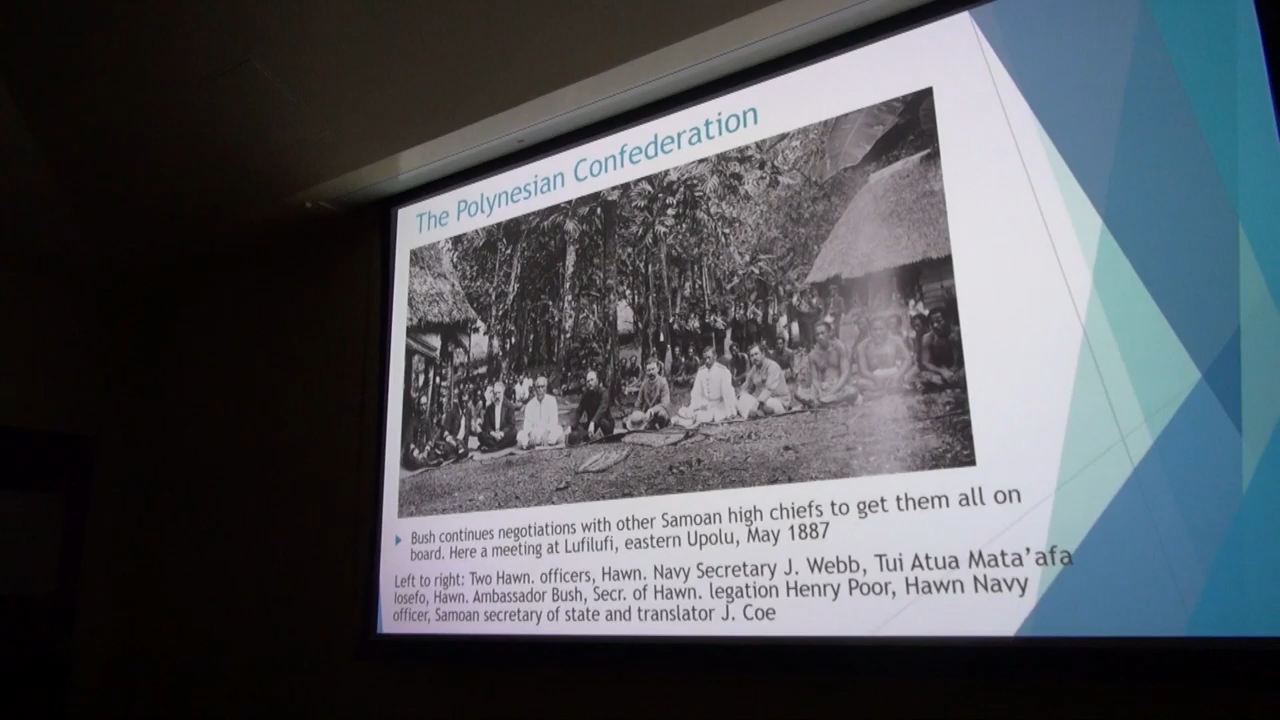 The Polynesian Confederation
Bush continues negotiations with other Samoan high chiefs to get them all on
board. Here a meeting at Lufilufi, eastern Upolu, May 1887
Left to right: Two Hawn. officers, Hawn. Navy Secretary J. Webb, Tui Atua Mata'afa
Iosefo, Hawn. Ambassador Bush, Secr. of Hawn. legation Henry Poor, Hawn Navy
officer, Samoan secretary of state and translator J. Coe